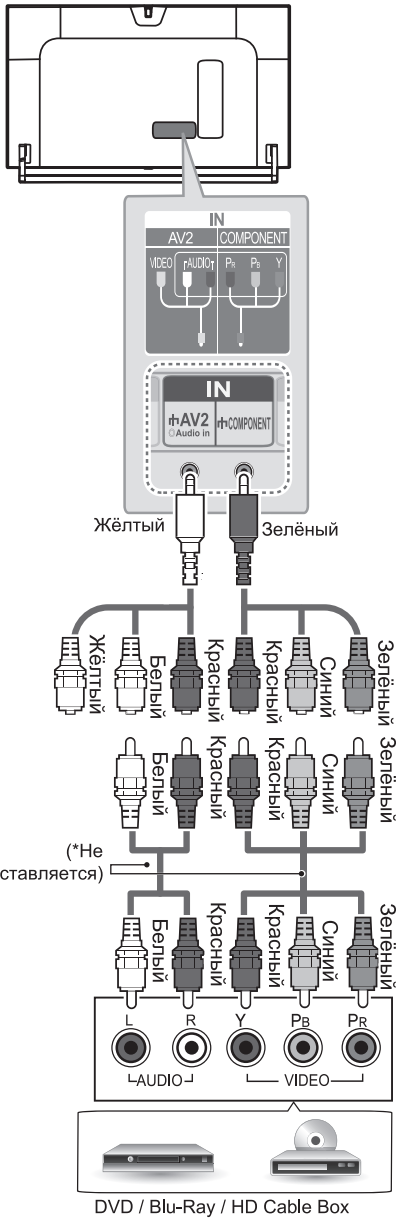 IN
AV2 COMPONENT
VIDEO AUDIO PR PB Y
IN
AV2 COMPONENT
Audio in
Жёлтый Зелёный
Жёлтый Белый Красный Красный Синий Зелёный
Белый Красный Красный Синий Зелёный
(*Не
ставляется)
Белый Красный Красный Синий Зелёный
L R Y PB PR
AUDIO VIDEO
DVD / Blu-Ray / HD Cable Box